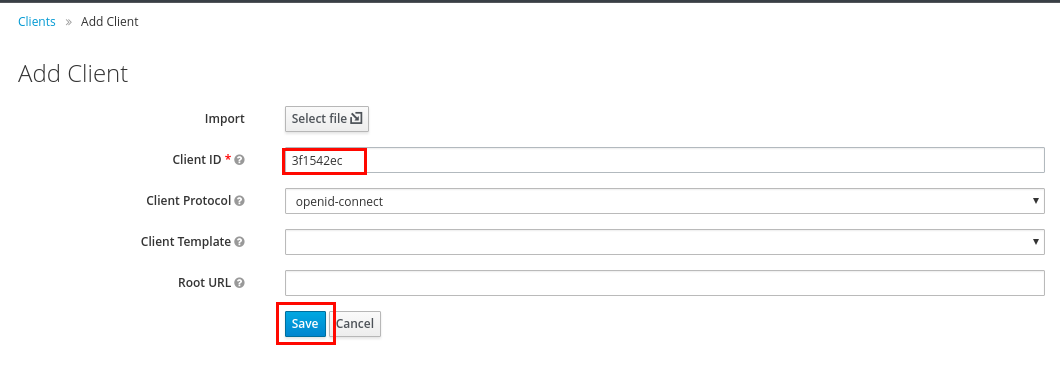 Clients » Add Client
Add Client
Import Select file
Client ID * 3f1542ec
Client Protocol openid-connect
Client Template
Root URL
Save Cancel